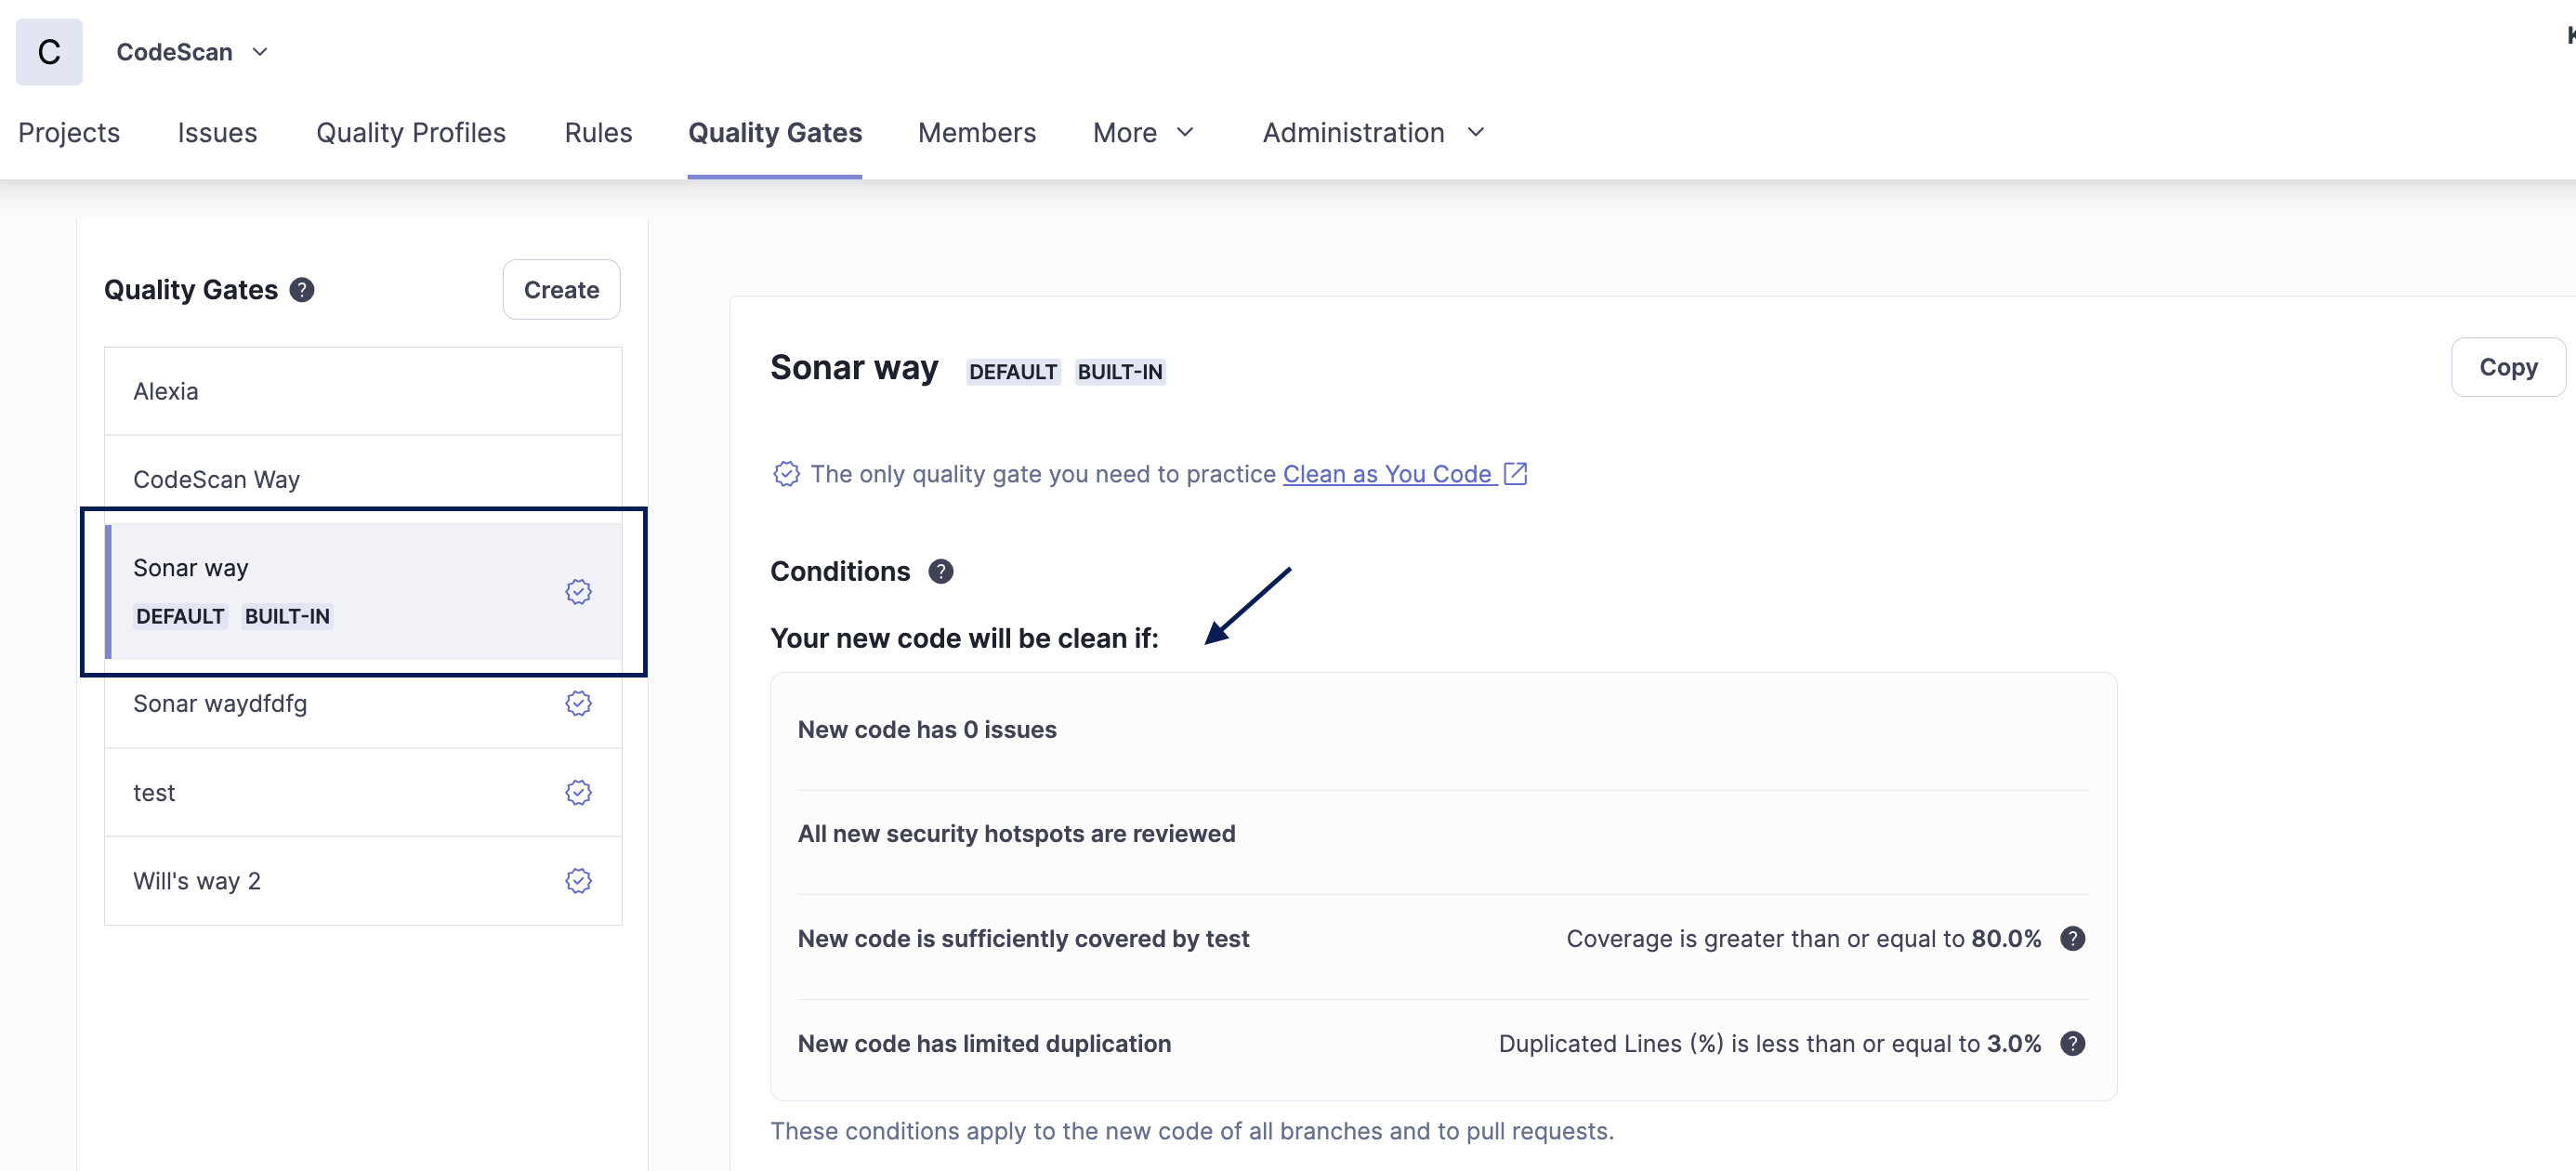 C
CodeScan
Projects Issues Quality Profiles Rules Quality Gates Members More Administration
Quality Gates ?
Create
Alexia
CodeScan Way
Sonar way
DEFAULT BUILT-IN
Sonar waydfdfg
test
Will's way 2
Sonar way DEFAULT BUILT-IN
Copy
The only quality gate you need to practice Clean as You Code
Conditions ?
Your new code will be clean if:
New code has 0 issues
All new security hotspots are reviewed
New code is sufficiently covered by test Coverage is greater than or equal to 80.0% ?
New code has limited duplication Duplicated Lines (%) is less than or equal to 3.0% ?
These conditions apply to the new code of all branches and to pull requests.